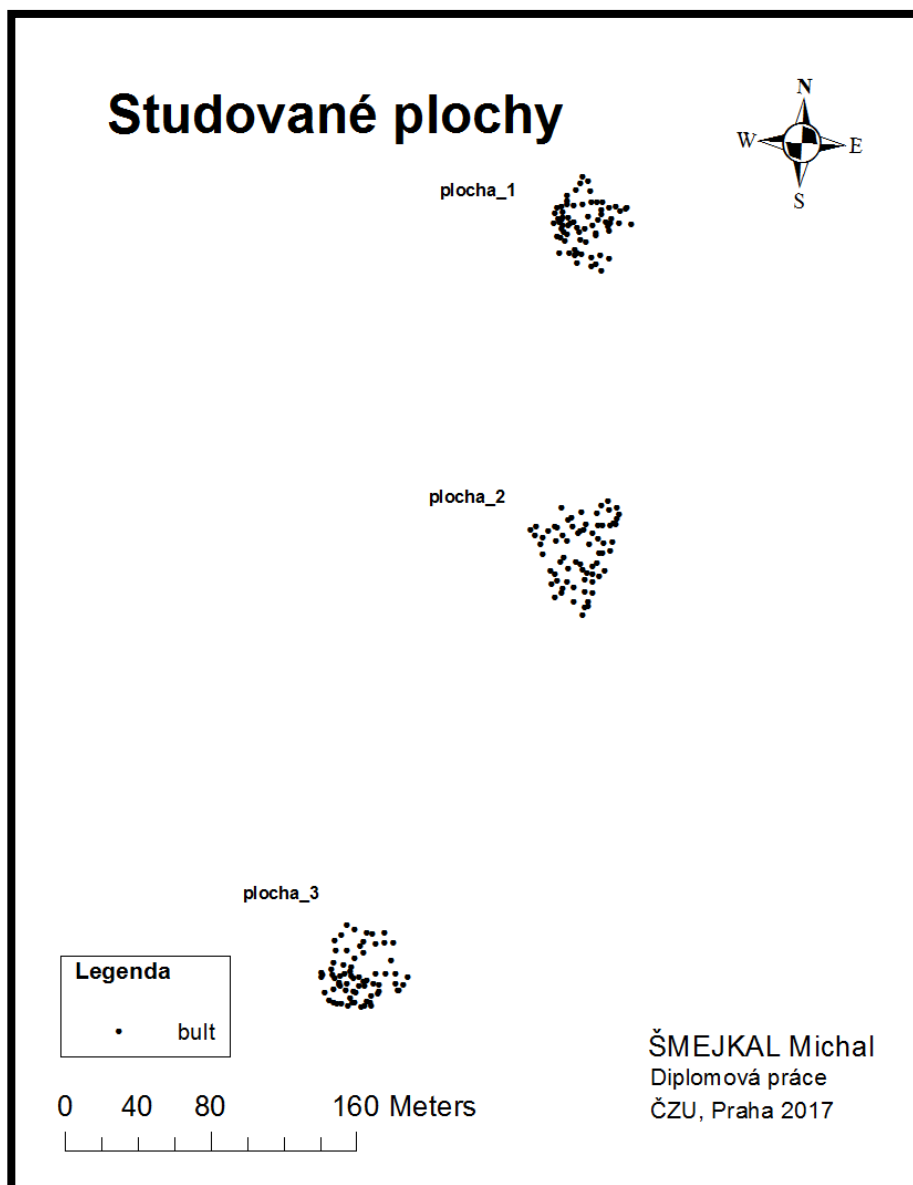 Studované plochy
N
W E
S
plocha_1
plocha_2
plocha_3
Legenda
bult
0 40 80 160 Meters
ŠMEJKAL Michal
Diplomová práce
ČZU, Praha 2017